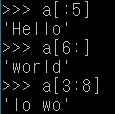 >>> a[:5]
'Hello'
>>> a[6:]
'world'
>>> a[3:8]
'lo wo'